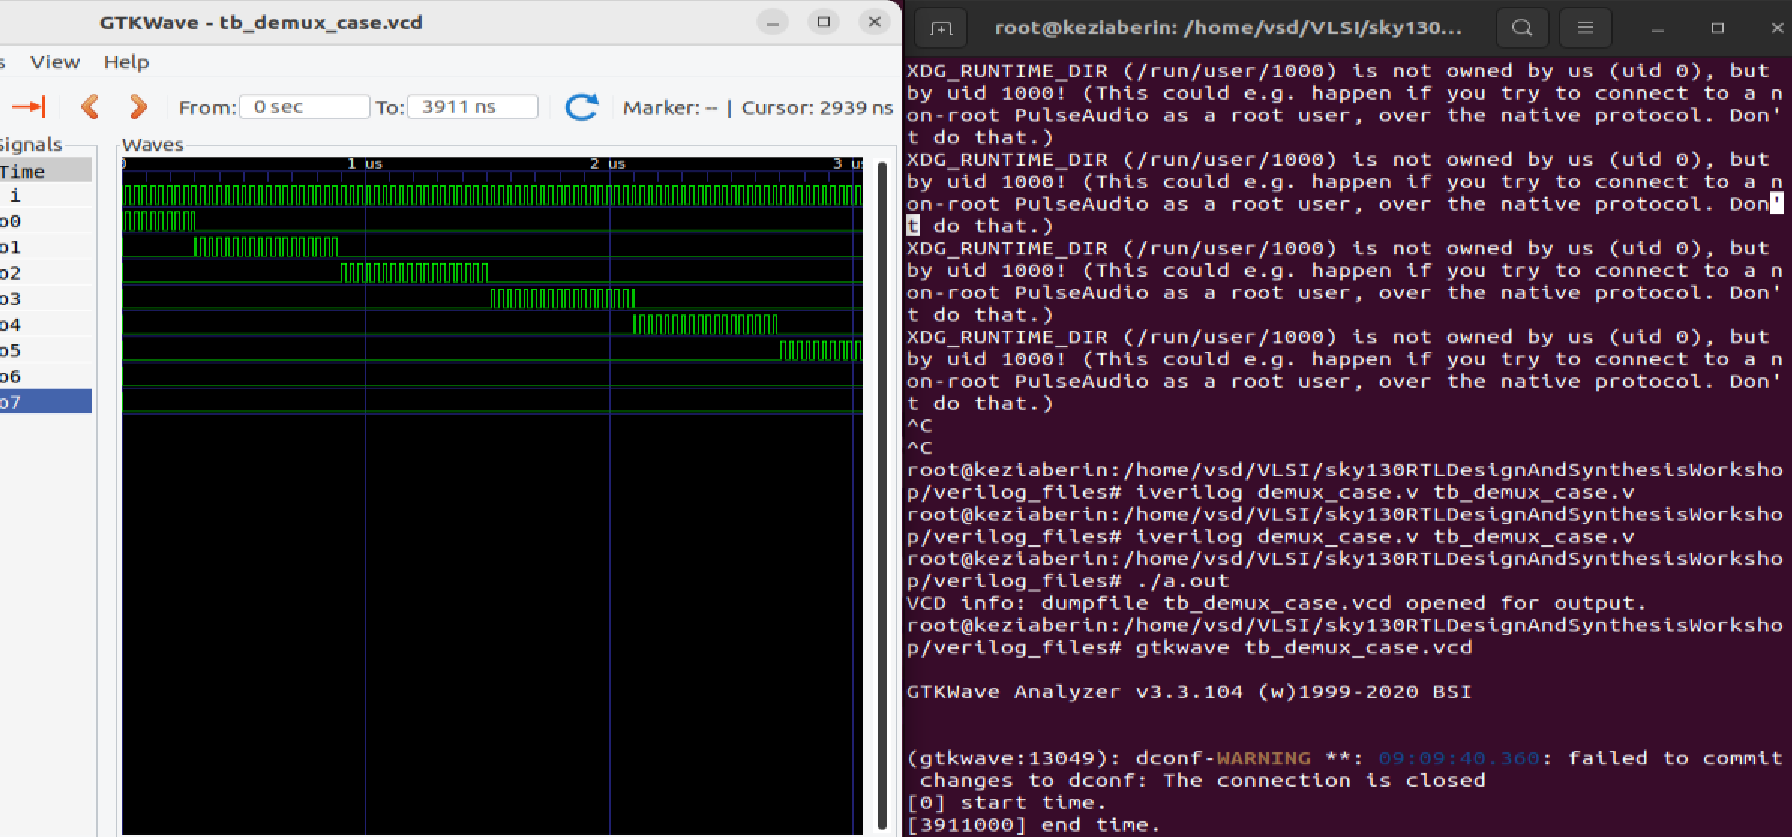 GTKWave - tb_demux_case.vcd
s View Help
From: 0 sec To: 3911 ns Marker: -- | Cursor: 2939 ns
Signals
Waves
Time
0 1 us 2 us 3 us
i
o0
o1
o2
o3
o4
o5
o6
o7
root@keziaberin: /home/vsd/VLSI/sky130...
XDG_RUNTIME_DIR (/run/user/1000) is not owned by us (uid 0), but
by uid 1000! (This could e.g. happen if you try to connect to a n
on-root PulseAudio as a root user, over the native protocol. Don'
t do that.)
XDG_RUNTIME_DIR (/run/user/1000) is not owned by us (uid 0), but
by uid 1000! (This could e.g. happen if you try to connect to a n
on-root PulseAudio as a root user, over the native protocol. Don'
t do that.)
XDG_RUNTIME_DIR (/run/user/1000) is not owned by us (uid 0), but
by uid 1000! (This could e.g. happen if you try to connect to a n
on-root PulseAudio as a root user, over the native protocol. Don'
t do that.)
XDG_RUNTIME_DIR (/run/user/1000) is not owned by us (uid 0), but
by uid 1000! (This could e.g. happen if you try to connect to a n
on-root PulseAudio as a root user, over the native protocol. Don'
t do that.)
^C
^C
root@keziaberin:/home/vsd/VLSI/sky130RTLDesignAndSynthesisWorksho
p/verilog_files# iverilog demux_case.v tb_demux_case.v
root@keziaberin:/home/vsd/VLSI/sky130RTLDesignAndSynthesisWorksho
p/verilog_files# iverilog demux_case.v tb_demux_case.v
root@keziaberin:/home/vsd/VLSI/sky130RTLDesignAndSynthesisWorksho
p/verilog_files# ./a.out
VCD info: dumpfile tb_demux_case.vcd opened for output.
root@keziaberin:/home/vsd/VLSI/sky130RTLDesignAndSynthesisWorksho
p/verilog_files# gtkwave tb_demux_case.vcd
GTKWave Analyzer v3.3.104 (w)1999-2020 BSI
(gtkwave:13049): dconf-WARNING **: 09:09:40.360: failed to commit
changes to dconf: The connection is closed
[0] start time.
[3911000] end time.